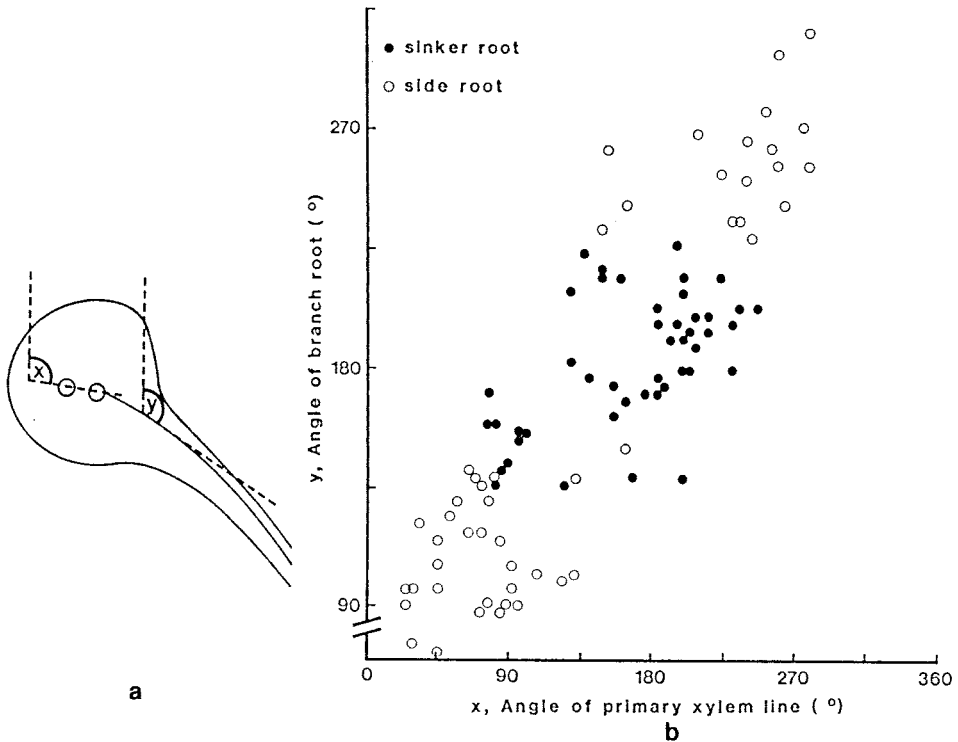 ● sinker root
○ side root
270
180
90
y, Angle of branch root ( °)
x
y
0
90
180
270
360
x, Angle of primary xylem line ( °)
a
b